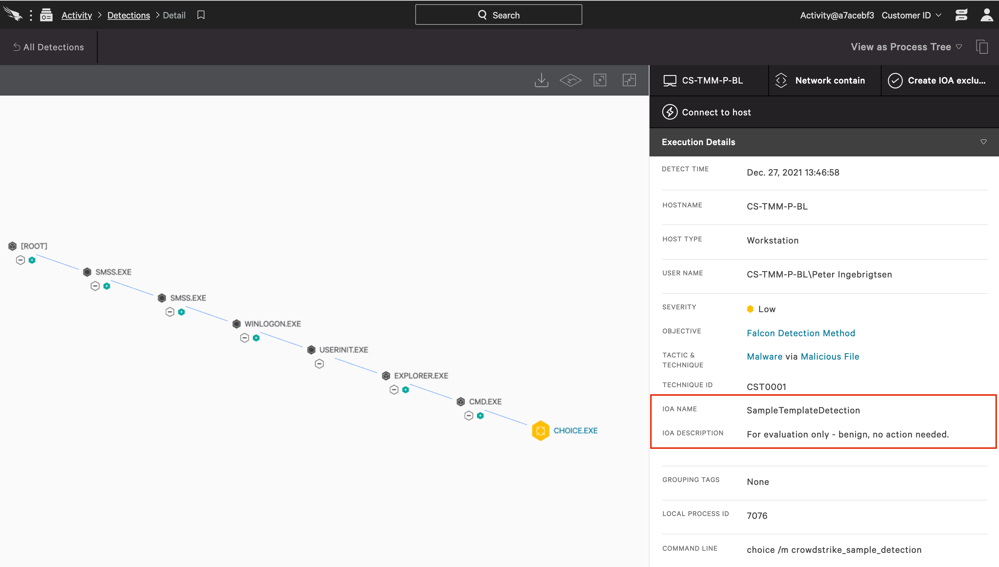 Activity > Detections > Detail
Search
Activity@a7acebf3 Customer ID
All Detections
View as Process Tree
CS-TMM-P-BL
Network contain
Create IOA exclu...
Connect to host
Execution Details
DETECT TIME Dec. 27, 2021 13:46:58
HOSTNAME CS-TMM-P-BL
HOST TYPE Workstation
USER NAME CS-TMM-P-BL\Peter Ingebrigtsen
SEVERITY Low
OBJECTIVE Falcon Detection Method
TACTIC & TECHNIQUE Malware via Malicious File
TECHNIQUE ID CST0001
IOA NAME SampleTemplateDetection
IOA DESCRIPTION For evaluation only - benign, no action needed.
GROUPING TAGS None
LOCAL PROCESS ID 7076
COMMAND LINE choice /m crowdstrike_sample_detection
[ROOT]
SMSS.EXE
SMSS.EXE
WINLOGON.EXE
USERINIT.EXE
EXPLORER.EXE
CMD.EXE
CHOICE.EXE